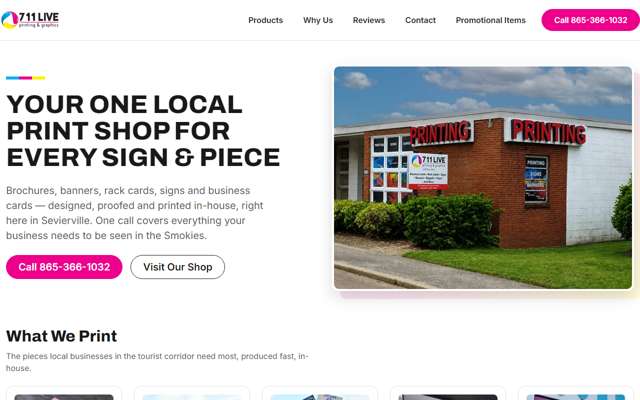 711 LIVE
printing & graphics
Products
Why Us
Reviews
Contact
Promotional Items
Call 865-366-1032
YOUR ONE LOCAL
PRINT SHOP FOR
EVERY SIGN & PIECE
Brochures, banners, rack cards, signs and business
cards — designed, proofed and printed in-house, right
here in Sevierville. One call covers everything your
business needs to be seen in the Smokies.
Call 865-366-1032
Visit Our Shop
PRINTING
PRINTING
711 LIVE
PRINTING
SIGNS
BANNERS
What We Print
The pieces local businesses in the tourist corridor need most, produced fast, in-
house.